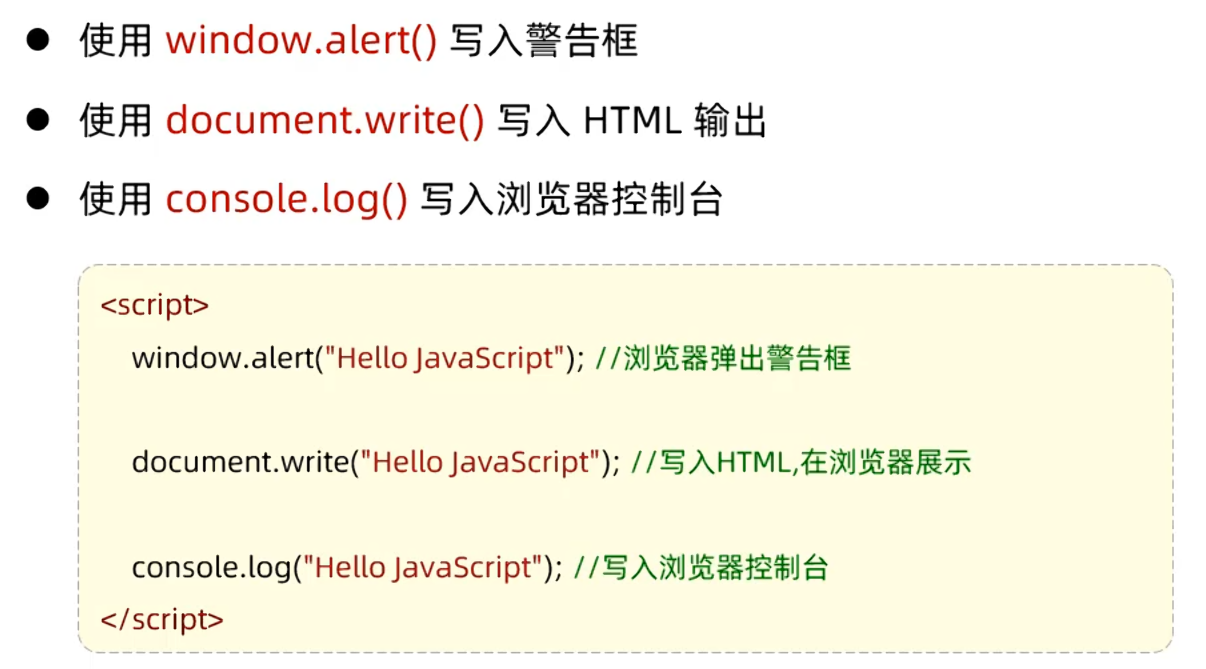 ● 使用 window.alert() 写入警告框
● 使用 document.write() 写入 HTML 输出
● 使用 console.log() 写入浏览器控制台
<script>
window.alert("Hello JavaScript"); //浏览器弹出警告框
document.write("Hello JavaScript"); //写入HTML,在浏览器展示
console.log("Hello JavaScript"); //写入浏览器控制台
</script>